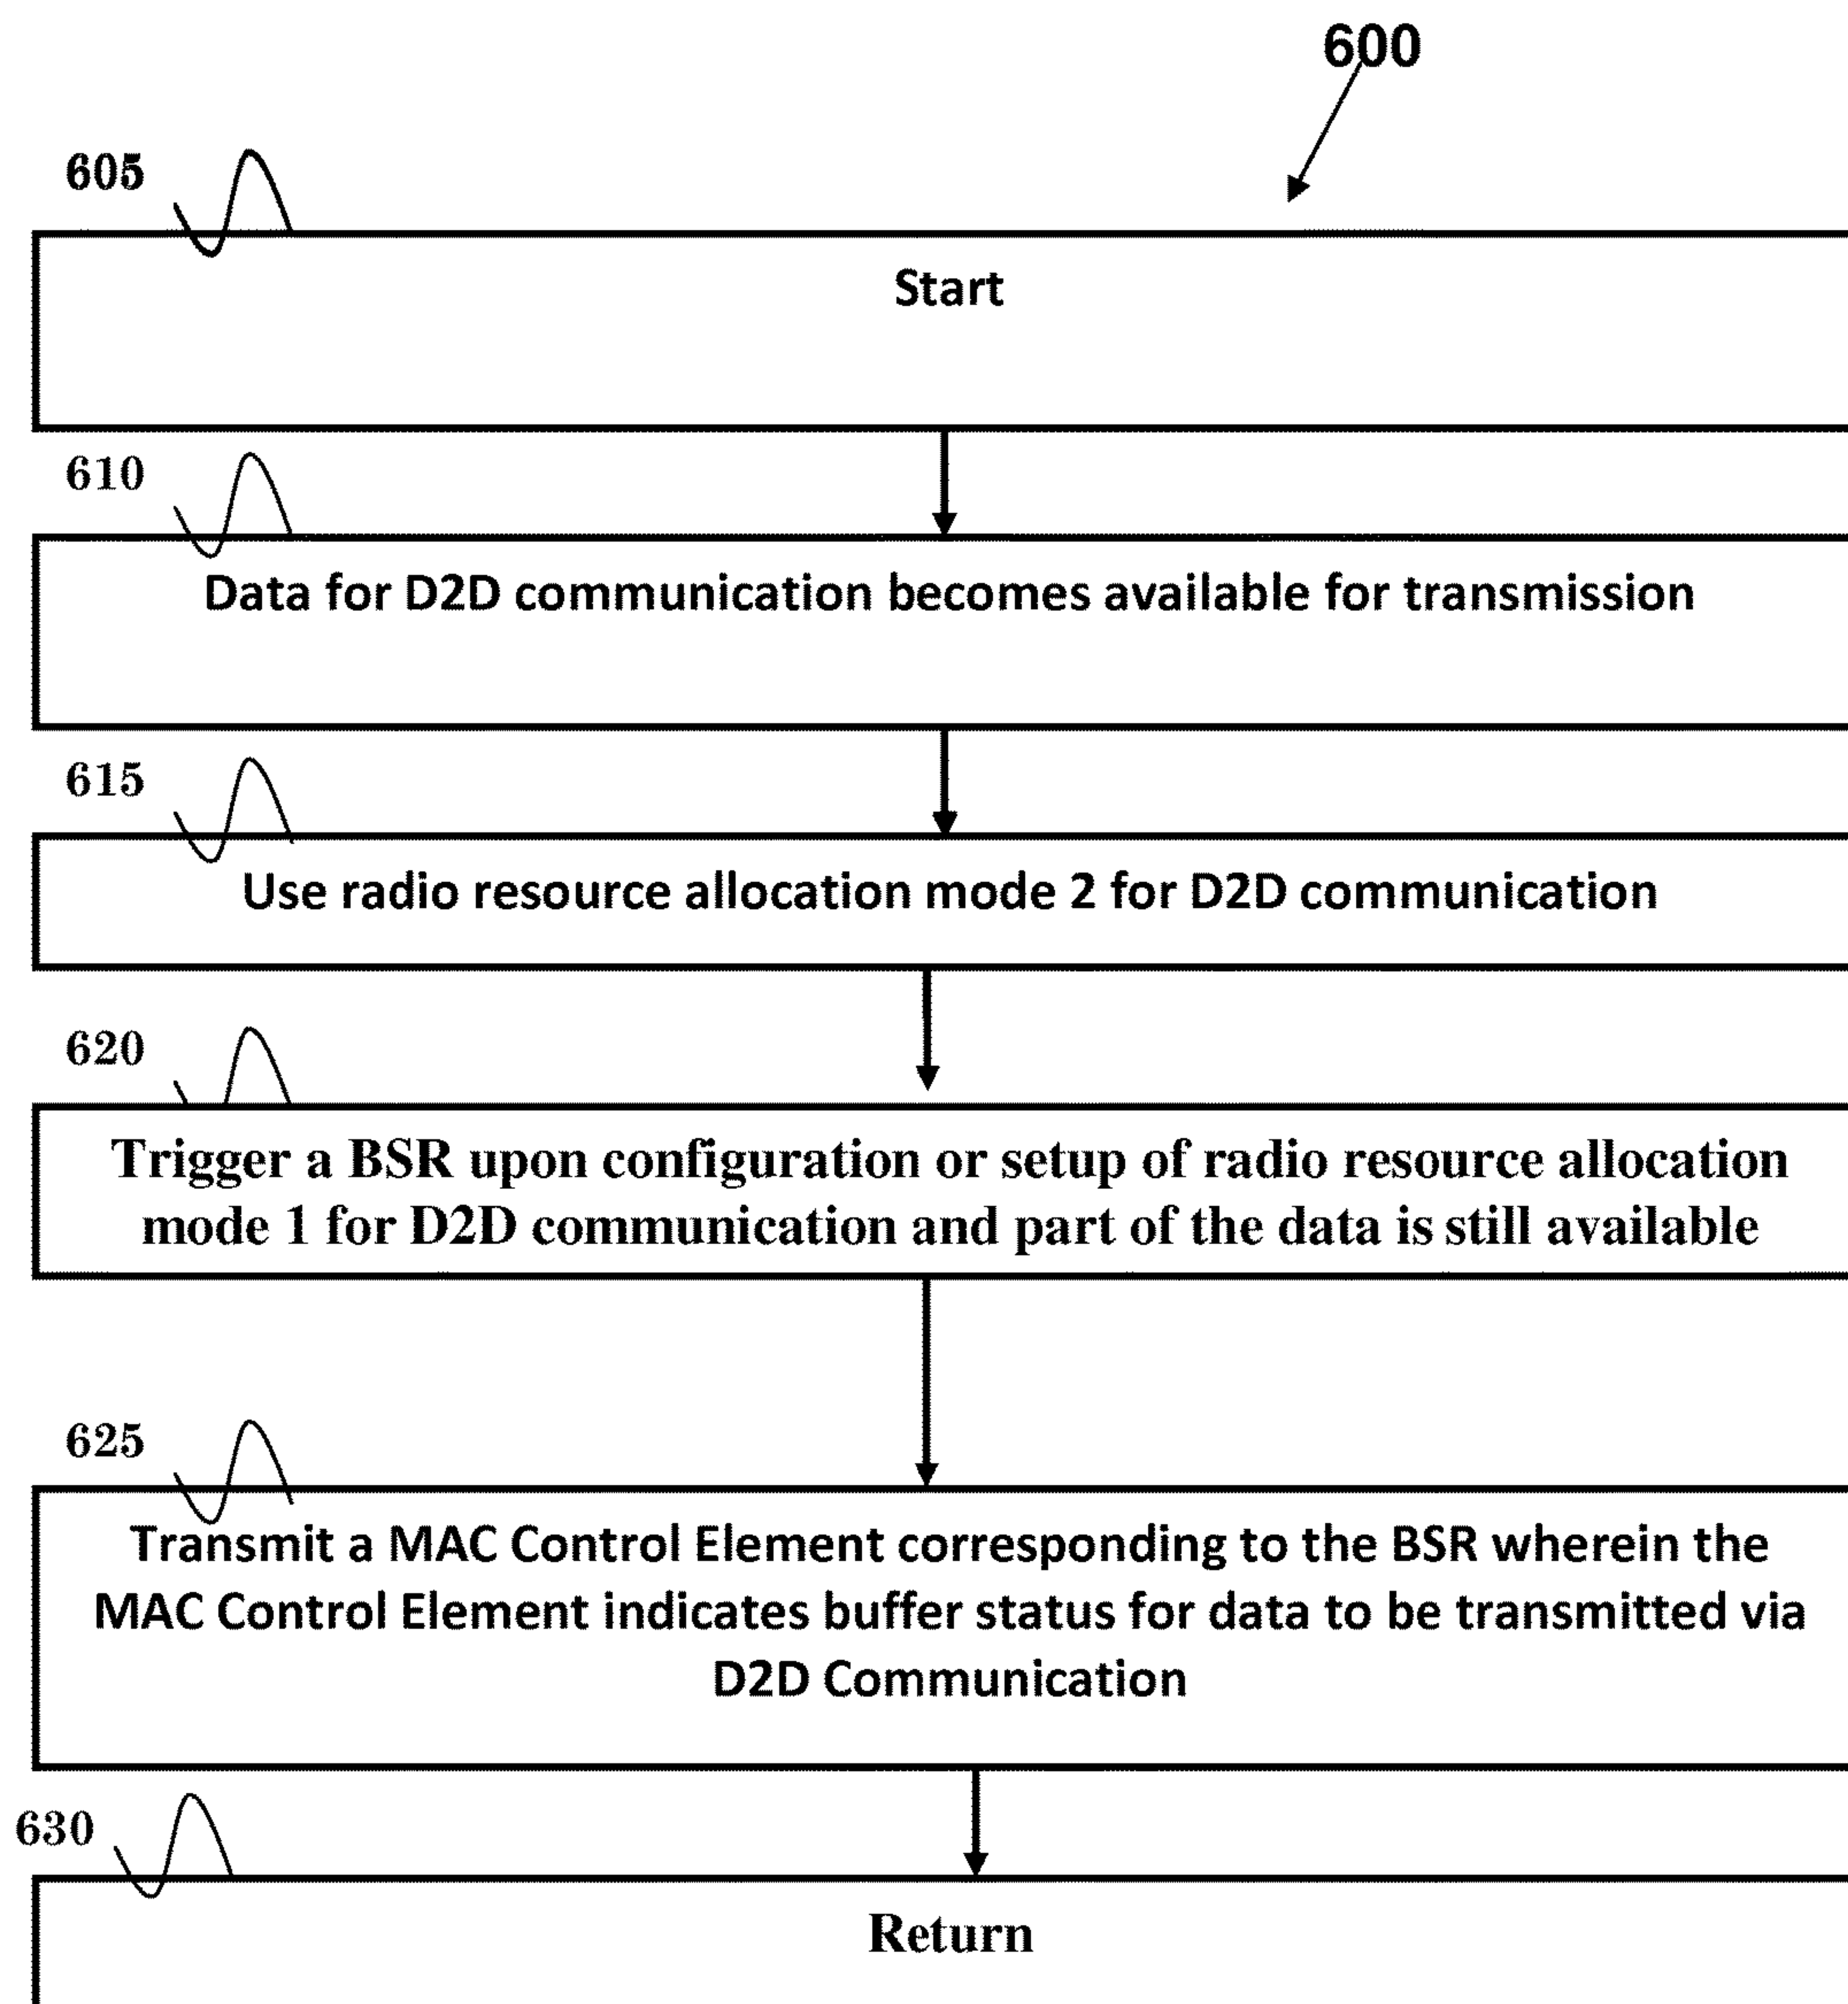 600
605
Start
610
Data for D2D communication becomes available for transmission
615
Use radio resource allocation mode 2 for D2D communication
620
Trigger a BSR upon configuration or setup of radio resource allocation
mode 1 for D2D communication and part of the data is still available
625
Transmit a MAC Control Element corresponding to the BSR wherein the
MAC Control Element indicates buffer status for data to be transmitted via
D2D Communication
630
Return